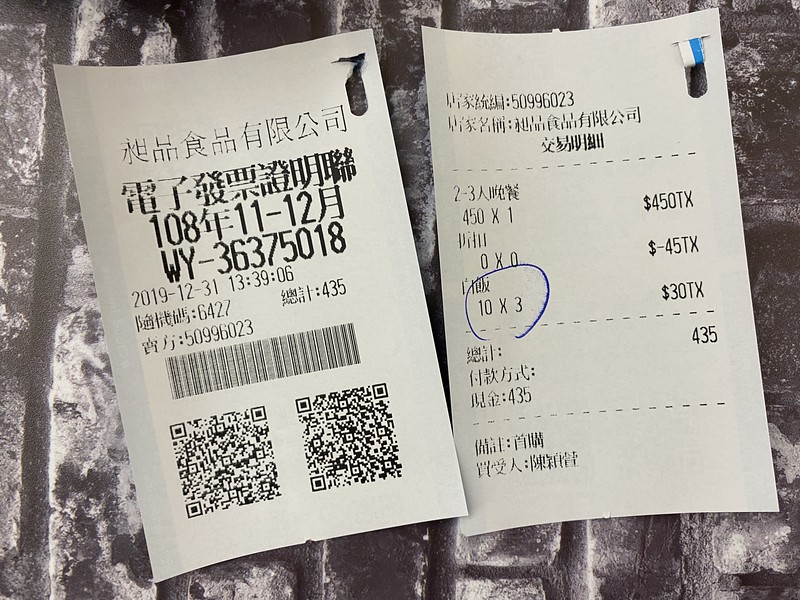 昶品食品有限公司
電子發票證明聯
108年11-12月
WY-36375018
2019-12-31 13:39:06
隨機碼:6427 總計:435
賣方:50996023
店家統編:50996023
店家名稱:昶品食品有限公司
交易明細
2-3人晚餐
450 X 1 $450TX
折扣
0 X 0 $-45TX
白飯
10 X 3 $30TX
總計: 435
付款方式:
現金:435
備註:首購
買受人:陳穎萱